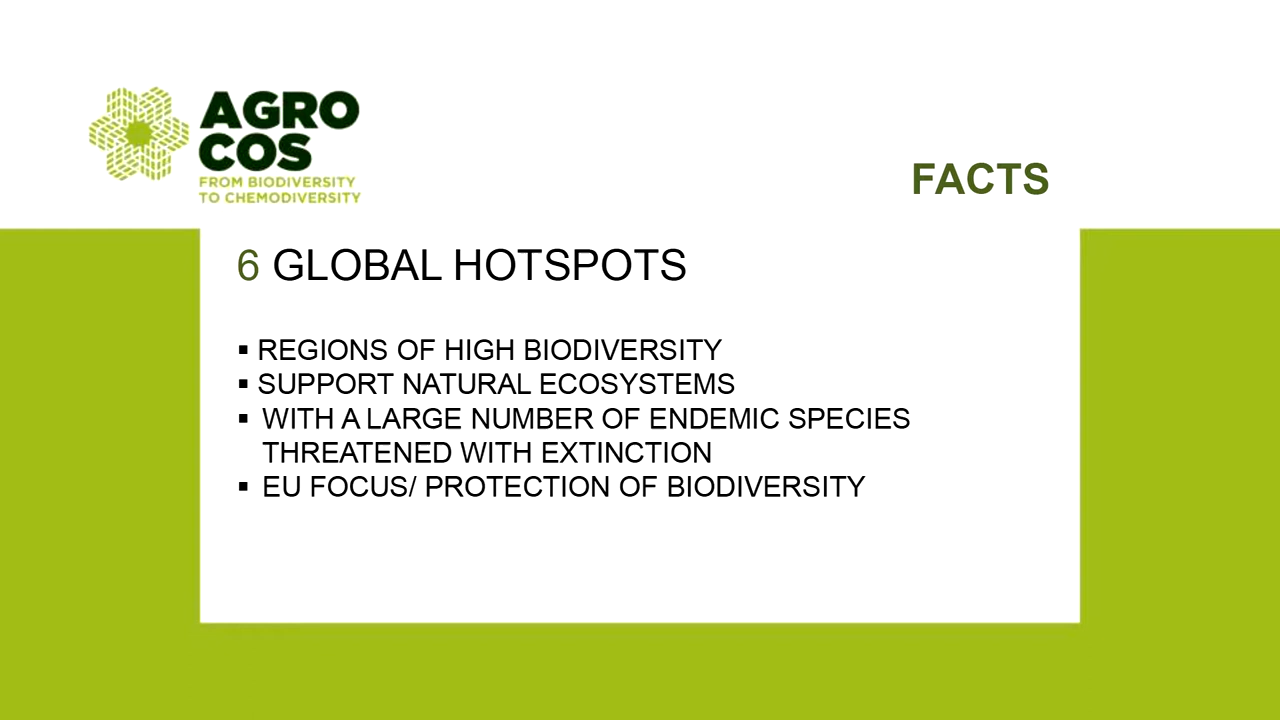 AGRO
COS
FROM BIODIVERSITY
TO CHEMODIVERSITY
FACTS
6 GLOBAL HOTSPOTS
▪ REGIONS OF HIGH BIODIVERSITY
▪ SUPPORT NATURAL ECOSYSTEMS
▪ WITH A LARGE NUMBER OF ENDEMIC SPECIES
THREATENED WITH EXTINCTION
▪ EU FOCUS/ PROTECTION OF BIODIVERSITY